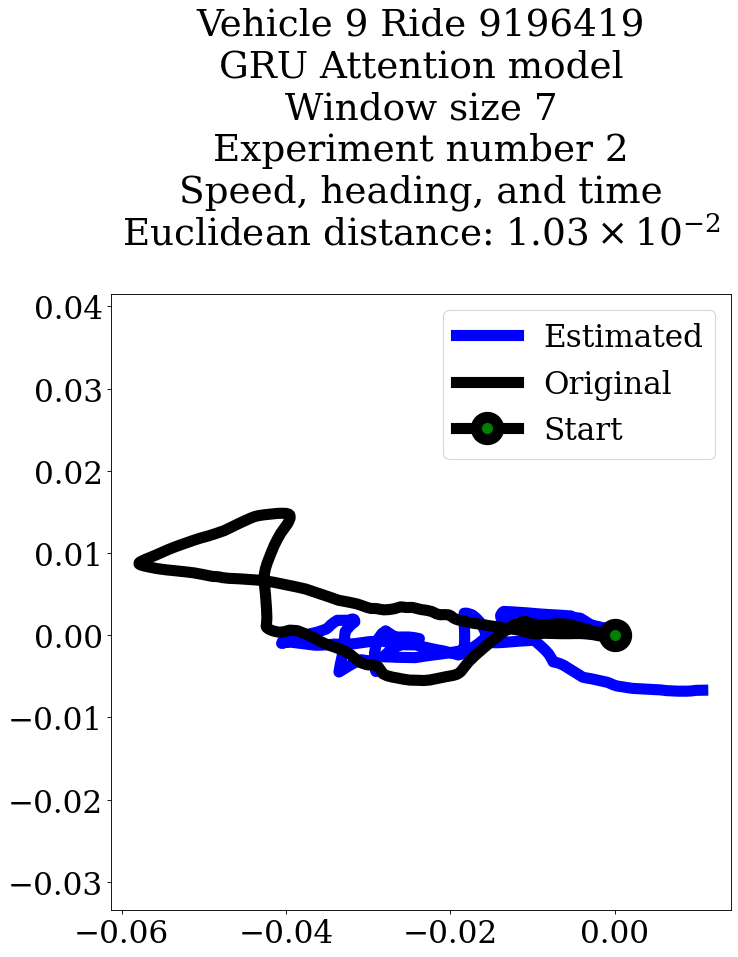 Vehicle 9 Ride 9196419
GRU Attention model
Window size 7
Experiment number 2
Speed, heading, and time
Euclidean distance: 1.03 × 10⁻²
0.04
0.03
0.02
0.01
0.00
−0.01
−0.02
−0.03
Estimated
Original
Start
−0.06 −0.04 −0.02 0.00